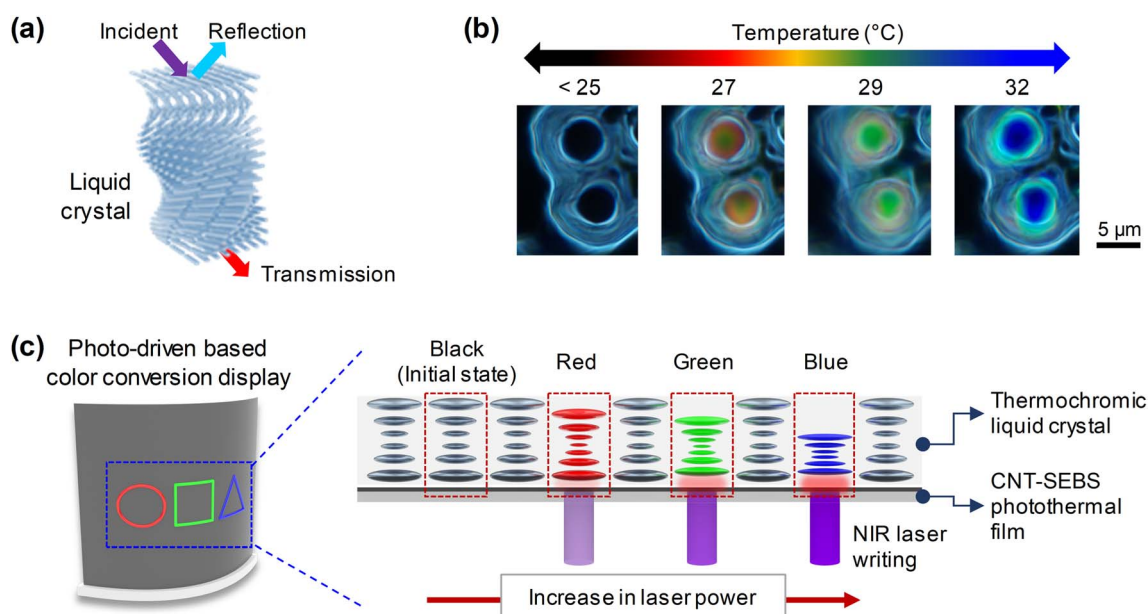 (a)
Incident Reflection
Liquid
crystal
Transmission
(b)
Temperature (°C)
< 25 27 29 32
5 μm
(c)
Photo-driven based
color conversion display
Black
(Initial state)
Red
Green
Blue
Thermochromic
liquid crystal
CNT-SEBS
photothermal
film
NIR laser
writing
Increase in laser power